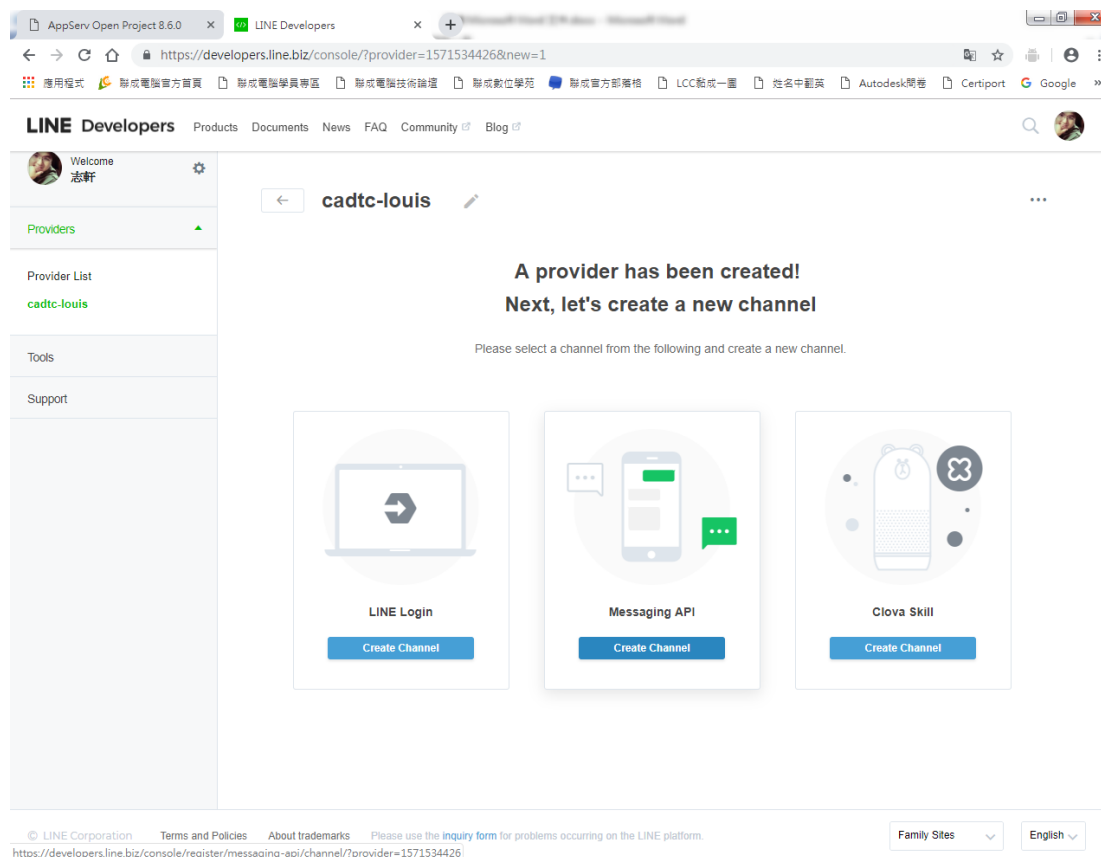 AppServ Open Project 8.6.0
LINE Developers
https://developers.line.biz/console/?provider=1571534426&new=1
應用程式 聯成電腦官方首頁 聯成電腦學員專區 聯成電腦技術論壇 聯成數位學苑 聯成官方部落格 LCC黏成一圈 姓名中翻英 Autodesk問卷 Certiport Google »
LINE Developers Products Documents News FAQ Community Blog
Welcome
志軒
cadtc-louis
Providers
Provider List
cadtc-louis
Tools
Support
A provider has been created!
Next, let's create a new channel
Please select a channel from the following and create a new channel.
LINE Login
Create Channel
Messaging API
Create Channel
Clova Skill
Create Channel
© LINE Corporation Terms and Policies About trademarks Please use the inquiry form for problems occurring on the LINE platform.
Family Sites
English
https://developers.line.biz/console/register/messaging-api/channel/?provider=1571534426